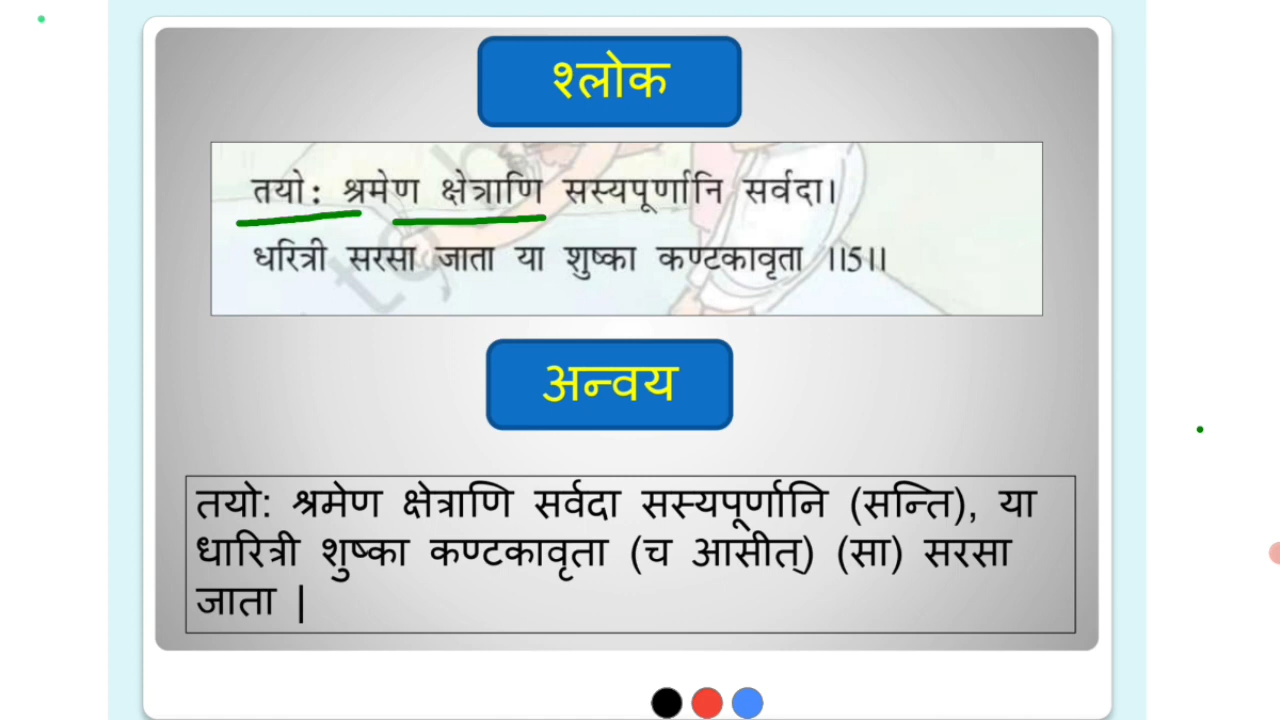 श्लोक
तयोः श्रमेण क्षेत्राणि सस्यपूर्णानि सर्वदा।
धरित्री सरसा जाता या शुष्का कण्टकावृता ।।5।।
अन्वय
तयो: श्रमेण क्षेत्राणि सर्वदा सस्यपूर्णानि (सन्ति), या
धारित्री शुष्का कण्टकावृता (च आसीत्) (सा) सरसा
जाता |